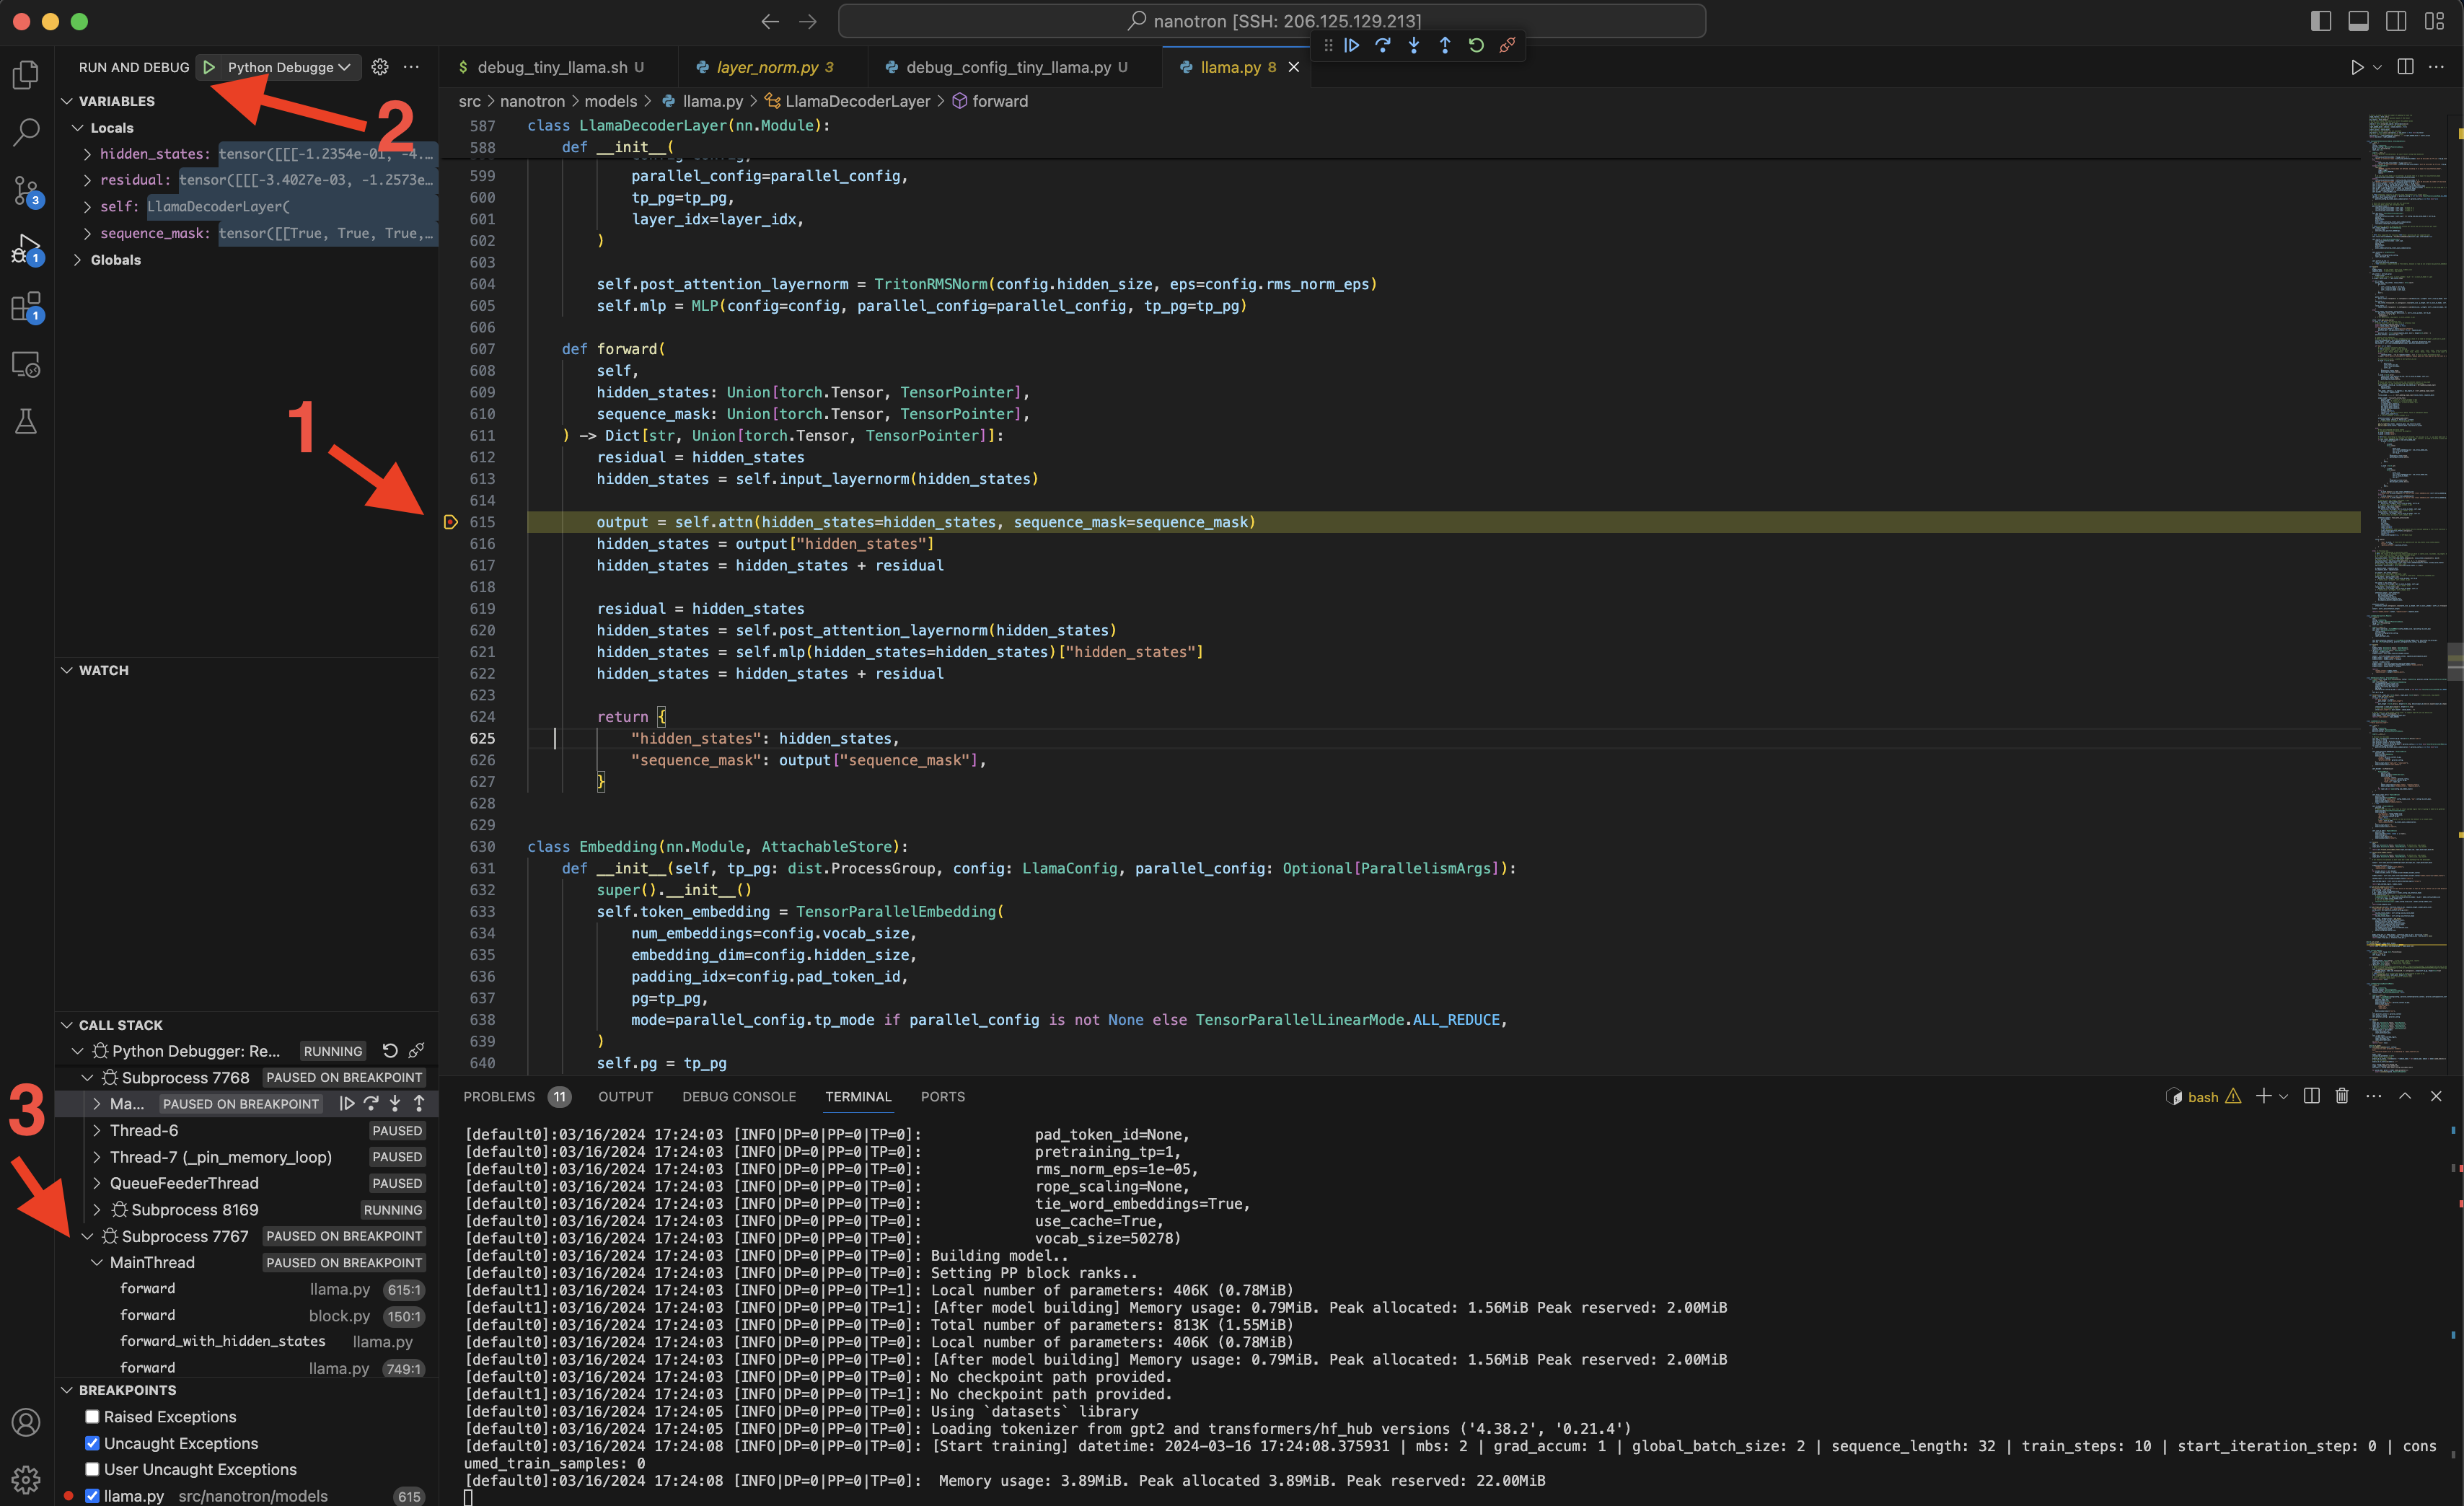 nanotron [SSH: 206.125.129.213]
RUN AND DEBUG Python Debugge
$ debug_tiny_llama.sh U layer_norm.py 3 debug_config_tiny_llama.py U llama.py 8
src > nanotron > models > llama.py > LlamaDecoderLayer > forward
VARIABLES
Locals
hidden_states: tensor([[[-1.2354e-01, -4....
residual: tensor([[[-3.4027e-03, -1.2573e…
self: LlamaDecoderLayer(
sequence_mask: tensor([[True, True, True,…
Globals
2
1
3
3
1
1
587 class LlamaDecoderLayer(nn.Module):
588 def __init__(
599 parallel_config=parallel_config,
600 tp_pg=tp_pg,
601 layer_idx=layer_idx,
602 )
603
604 self.post_attention_layernorm = TritonRMSNorm(config.hidden_size, eps=config.rms_norm_eps)
605 self.mlp = MLP(config=config, parallel_config=parallel_config, tp_pg=tp_pg)
606
607 def forward(
608 self,
609 hidden_states: Union[torch.Tensor, TensorPointer],
610 sequence_mask: Union[torch.Tensor, TensorPointer],
611 ) -> Dict[str, Union[torch.Tensor, TensorPointer]]:
612 residual = hidden_states
613 hidden_states = self.input_layernorm(hidden_states)
614
615 output = self.attn(hidden_states=hidden_states, sequence_mask=sequence_mask)
616 hidden_states = output["hidden_states"]
617 hidden_states = hidden_states + residual
618
619 residual = hidden_states
620 hidden_states = self.post_attention_layernorm(hidden_states)
621 hidden_states = self.mlp(hidden_states=hidden_states)["hidden_states"]
622 hidden_states = hidden_states + residual
623
624 return {
625 "hidden_states": hidden_states,
626 "sequence_mask": output["sequence_mask"],
627 }
628
629
630 class Embedding(nn.Module, AttachableStore):
631 def __init__(self, tp_pg: dist.ProcessGroup, config: LlamaConfig, parallel_config: Optional[ParallelismArgs]):
632 super().__init__()
633 self.token_embedding = TensorParallelEmbedding(
634 num_embeddings=config.vocab_size,
635 embedding_dim=config.hidden_size,
636 padding_idx=config.pad_token_id,
637 pg=tp_pg,
638 mode=parallel_config.tp_mode if parallel_config is not None else TensorParallelLinearMode.ALL_REDUCE,
639 )
640 self.pg = tp_pg
WATCH
CALL STACK
Python Debugger: Re... RUNNING
Subprocess 7768 PAUSED ON BREAKPOINT
Ma... PAUSED ON BREAKPOINT
Thread-6 PAUSED
Thread-7 (_pin_memory_loop) PAUSED
QueueFeederThread PAUSED
Subprocess 8169 RUNNING
Subprocess 7767 PAUSED ON BREAKPOINT
MainThread PAUSED ON BREAKPOINT
forward llama.py 615:1
forward block.py 150:1
forward_with_hidden_states llama.py
forward llama.py 749:1
3
BREAKPOINTS
Raised Exceptions
Uncaught Exceptions
User Uncaught Exceptions
llama.py src/nanotron/models 615
PROBLEMS 11 OUTPUT DEBUG CONSOLE TERMINAL PORTS bash
[default0]:03/16/2024 17:24:03 [INFO|DP=0|PP=0|TP=0]: pad_token_id=None,
[default0]:03/16/2024 17:24:03 [INFO|DP=0|PP=0|TP=0]: pretraining_tp=1,
[default0]:03/16/2024 17:24:03 [INFO|DP=0|PP=0|TP=0]: rms_norm_eps=1e-05,
[default0]:03/16/2024 17:24:03 [INFO|DP=0|PP=0|TP=0]: rope_scaling=None,
[default0]:03/16/2024 17:24:03 [INFO|DP=0|PP=0|TP=0]: tie_word_embeddings=True,
[default0]:03/16/2024 17:24:03 [INFO|DP=0|PP=0|TP=0]: use_cache=True,
[default0]:03/16/2024 17:24:03 [INFO|DP=0|PP=0|TP=0]: vocab_size=50278)
[default0]:03/16/2024 17:24:03 [INFO|DP=0|PP=0|TP=0]: Building model..
[default0]:03/16/2024 17:24:03 [INFO|DP=0|PP=0|TP=0]: Setting PP block ranks..
[default1]:03/16/2024 17:24:03 [INFO|DP=0|PP=0|TP=1]: Local number of parameters: 406K (0.78MiB)
[default1]:03/16/2024 17:24:03 [INFO|DP=0|PP=0|TP=1]: [After model building] Memory usage: 0.79MiB. Peak allocated: 1.56MiB Peak reserved: 2.00MiB
[default0]:03/16/2024 17:24:03 [INFO|DP=0|PP=0|TP=0]: Total number of parameters: 813K (1.55MiB)
[default0]:03/16/2024 17:24:03 [INFO|DP=0|PP=0|TP=0]: Local number of parameters: 406K (0.78MiB)
[default0]:03/16/2024 17:24:03 [INFO|DP=0|PP=0|TP=0]: [After model building] Memory usage: 0.79MiB. Peak allocated: 1.56MiB Peak reserved: 2.00MiB
[default0]:03/16/2024 17:24:03 [INFO|DP=0|PP=0|TP=0]: No checkpoint path provided.
[default1]:03/16/2024 17:24:03 [INFO|DP=0|PP=0|TP=1]: No checkpoint path provided.
[default0]:03/16/2024 17:24:05 [INFO|DP=0|PP=0|TP=0]: Using `datasets` library
[default0]:03/16/2024 17:24:05 [INFO|DP=0|PP=0|TP=0]: Loading tokenizer from gpt2 and transformers/hf_hub versions ('4.38.2', '0.21.4')
[default0]:03/16/2024 17:24:08 [INFO|DP=0|PP=0|TP=0]: [Start training] datetime: 2024-03-16 17:24:08.375931 | mbs: 2 | grad_accum: 1 | global_batch_size: 2 | sequence_length: 32 | train_steps: 10 | start_iteration_step: 0 | cons
umed_train_samples: 0
[default0]:03/16/2024 17:24:08 [INFO|DP=0|PP=0|TP=0]: Memory usage: 3.89MiB. Peak allocated 3.89MiB. Peak reserved: 22.00MiB